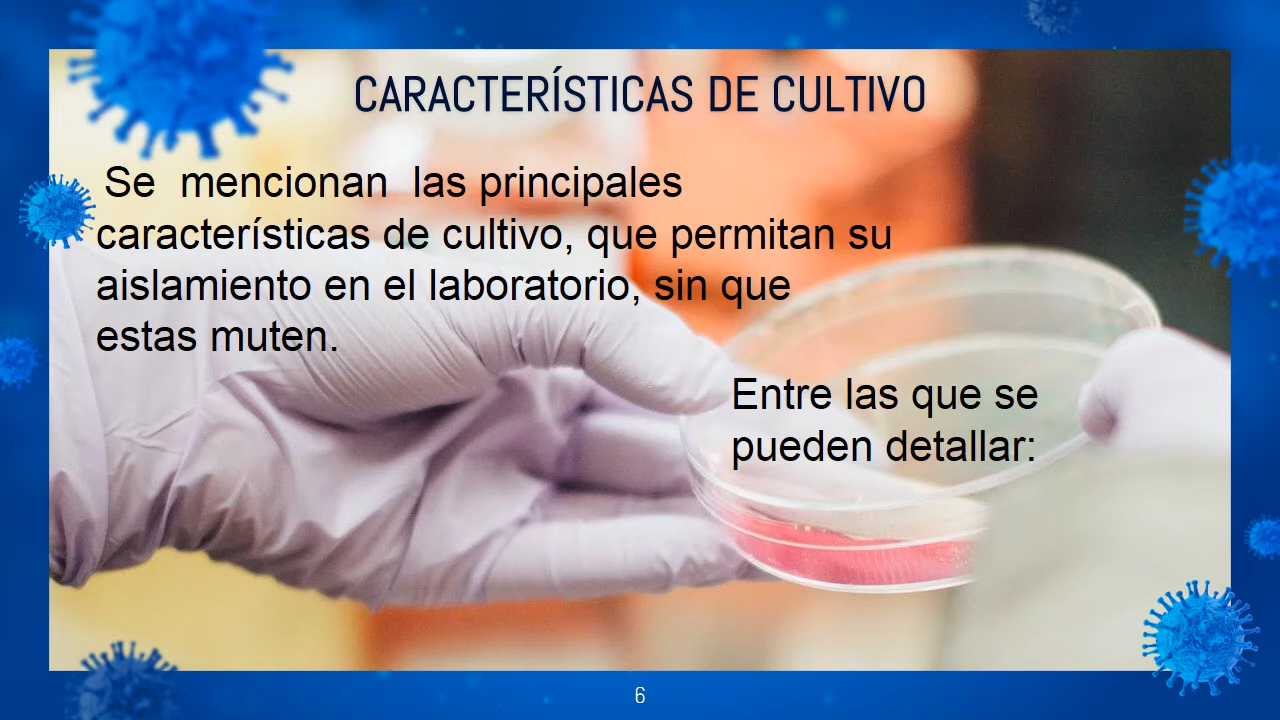 CARACTERÍSTICAS DE CULTIVO
Se mencionan las principales
características de cultivo, que permitan su
aislamiento en el laboratorio, sin que
estas muten.
Entre las que se
pueden detallar:
6